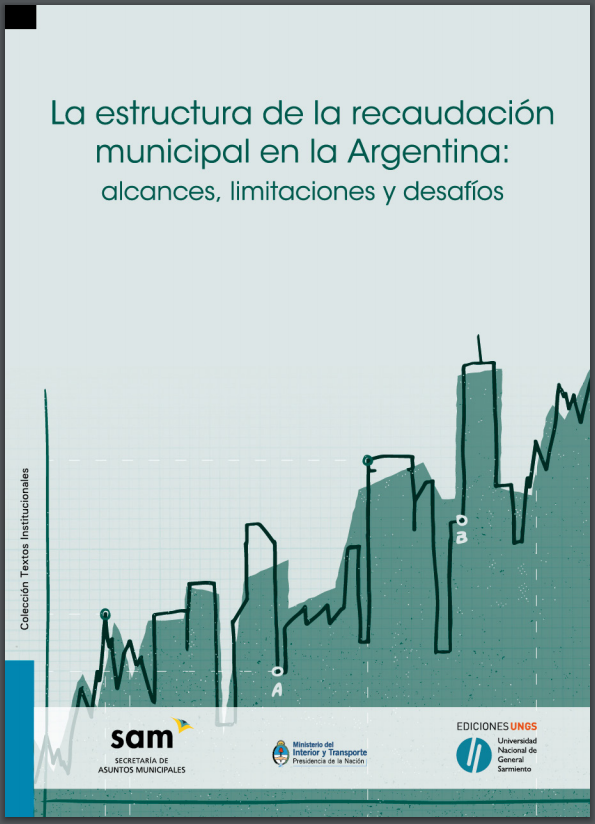 La estructura de la recaudación
municipal en la Argentina:
alcances, limitaciones y desafíos
Colección Textos Institucionales
B
A
sam
SECRETARÍA DE
ASUNTOS MUNICIPALES
Ministerio del
Interior y Transporte
Presidencia de la Nación
EDICIONES UNGS
Universidad
Nacional de
General
Sarmiento